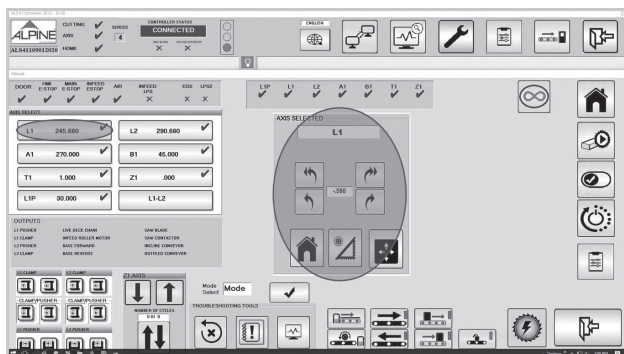 CUTTING ✔
SERCOS
CONTROLLER STATUS
ENGLISH
ALPINE
AXIS ✔
4
CONNECTED
ALS41109012020
HOME ✔
Manual
DOOR
HMI E-STOP
MAIN E-STOP
INFEED ESTOP
AIR
INFEED LPS
EDS
LPS2
L1P
L1
L2
A1
B1
T1
Z1
AXIS SELECT
AXIS SELECTED
L1 245.680
L2 290.680
L1
A1 270.000
B1 45.000
T1 1.000
Z1 .000
-.500
L1P 30.000
L1-L2
OUTPUTS
L1 PUSHER
LIVE DECK CHAIN
SAW BLADE
L1 CLAMP
INFEED ROLLER MOTOR
SAW CONTACTOR
L2 PUSHER
BASE FORWARD
INCLINE CONVEYOR
L2 CLAMP
BASE REVERSE
OUTFEED CONVEYOR
L1 CLAMP
L2 CLAMP
Z1 AXIS
Mode Select
Mode
CLAMP/PUSHER
CLAMP/PUSHER
NUMBER OF CYCLES
TROUBLESHOOTING TOOLS
L1 PUSHER
L2 PUSHER